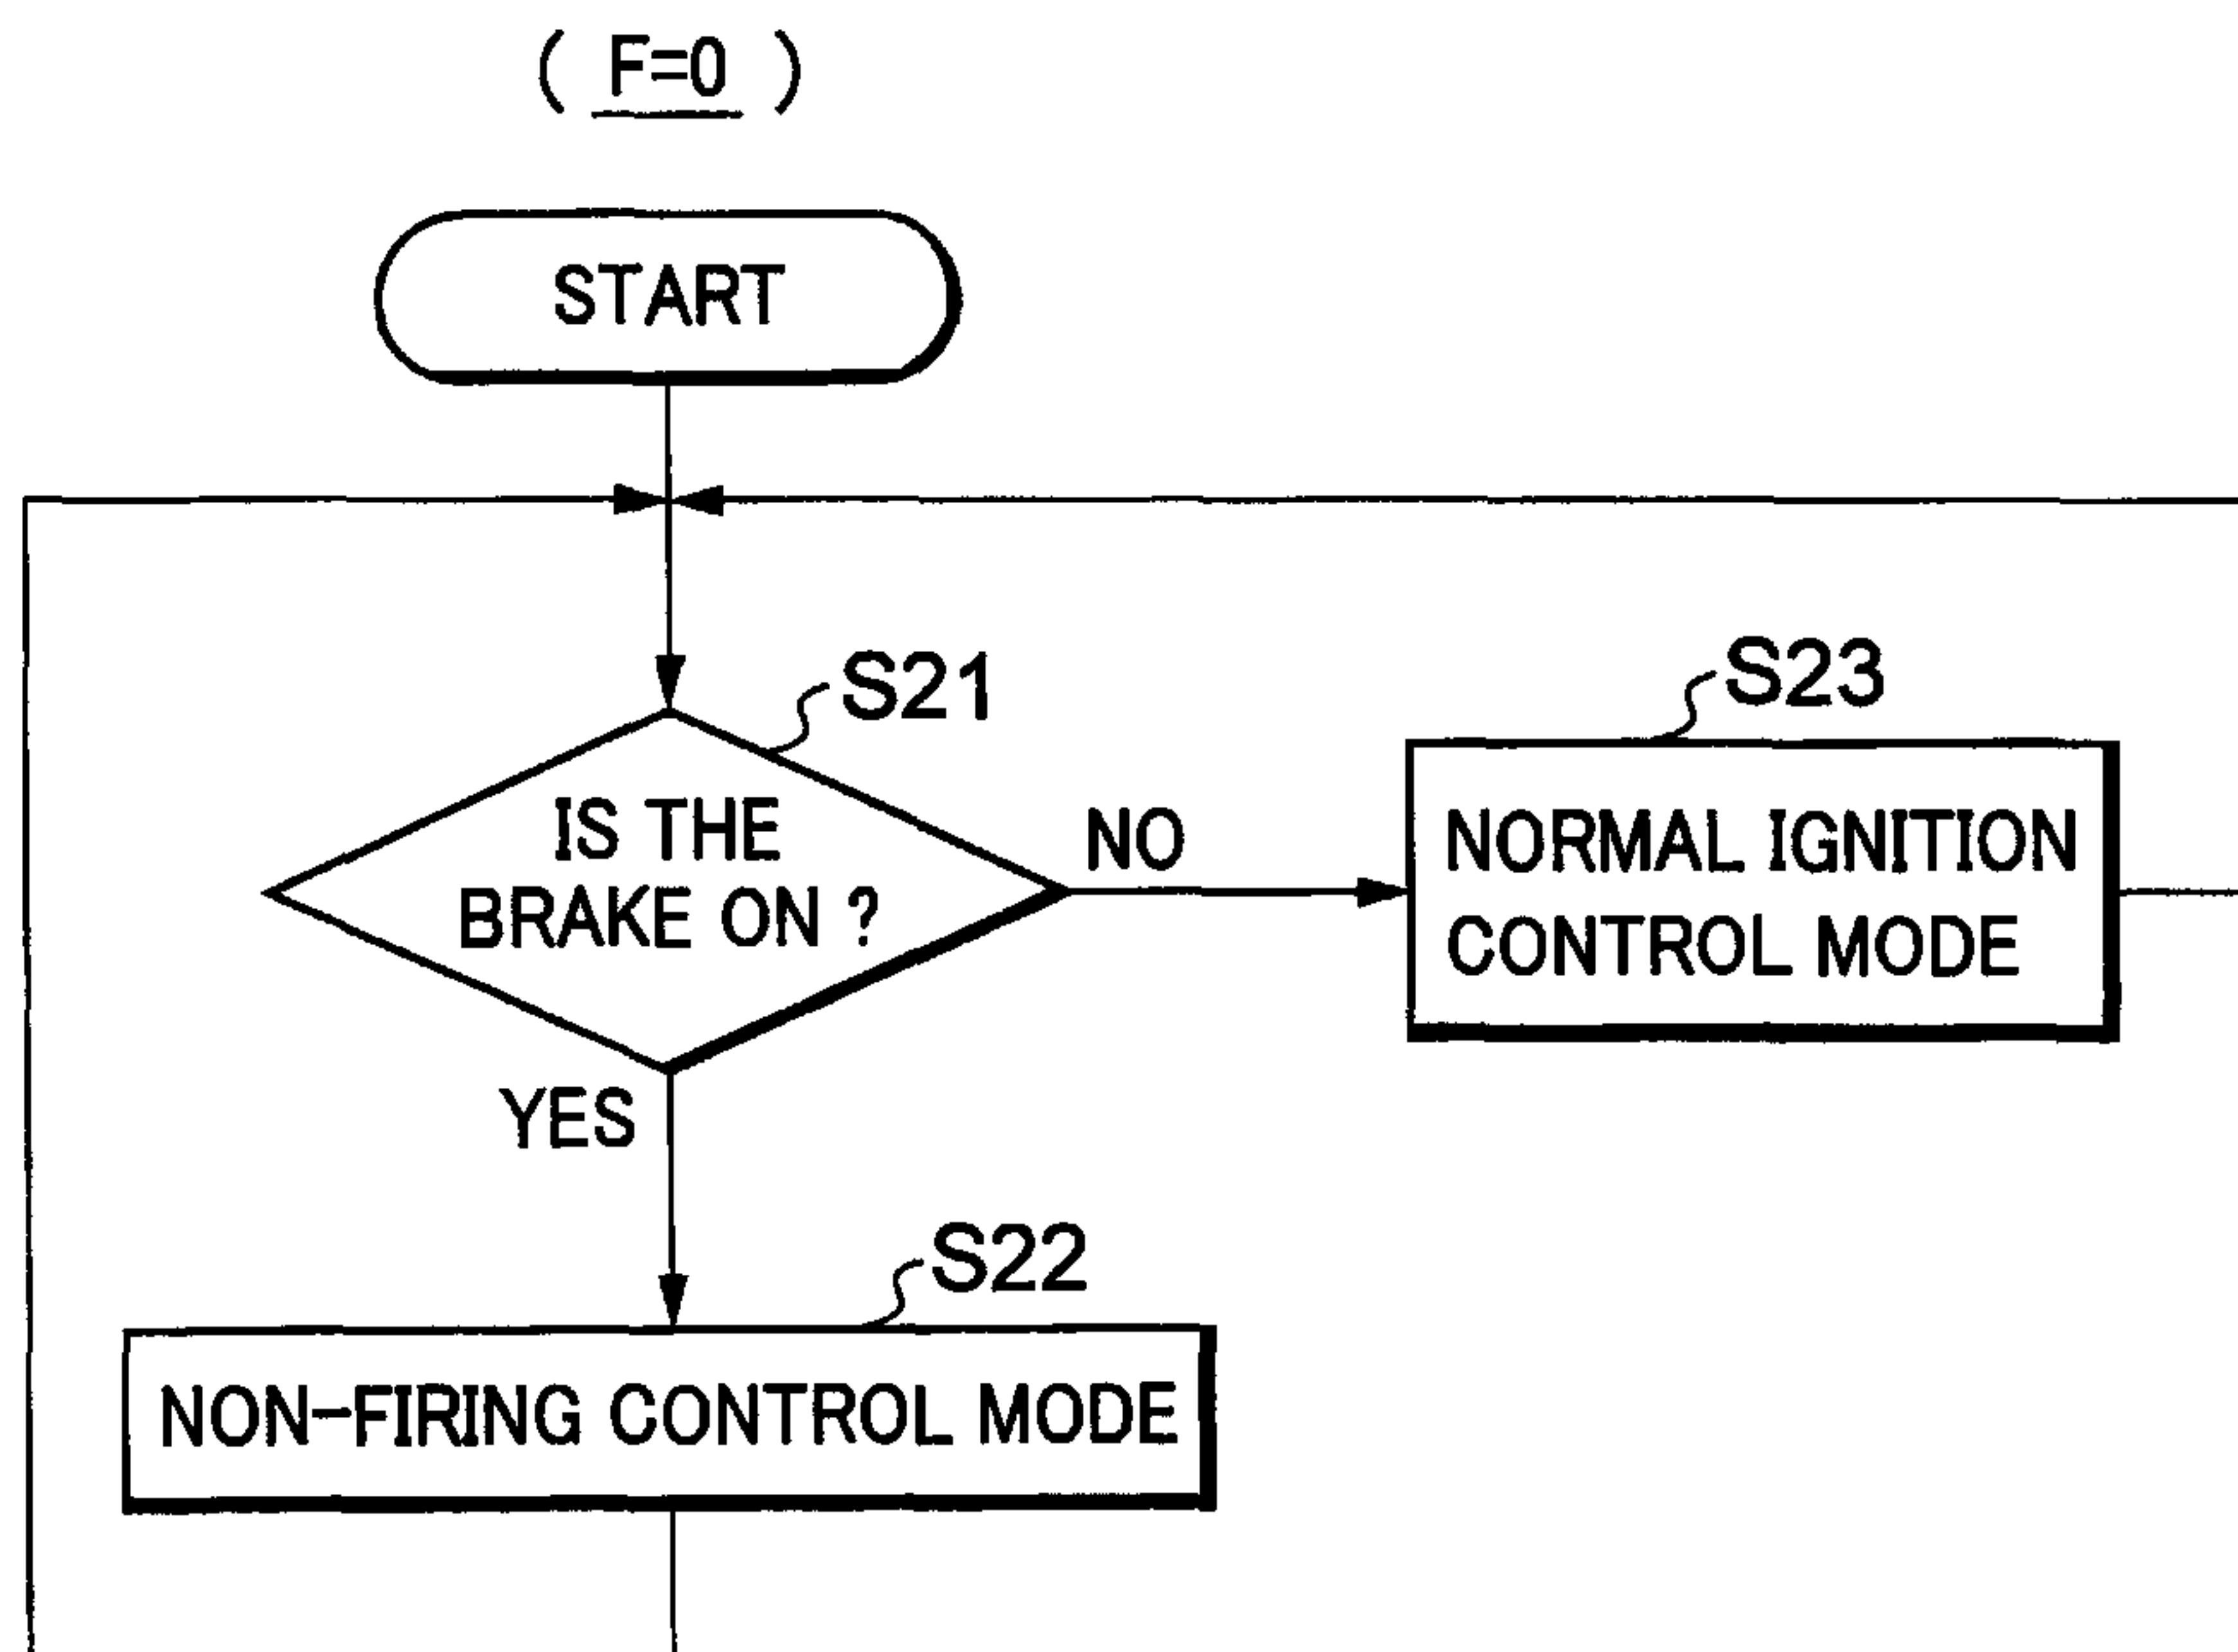 ( F=0 )
START
S21
IS THE
BRAKE ON ?
NO
S23
NORMAL IGNITION
CONTROL MODE
YES
S22
NON-FIRING CONTROL MODE